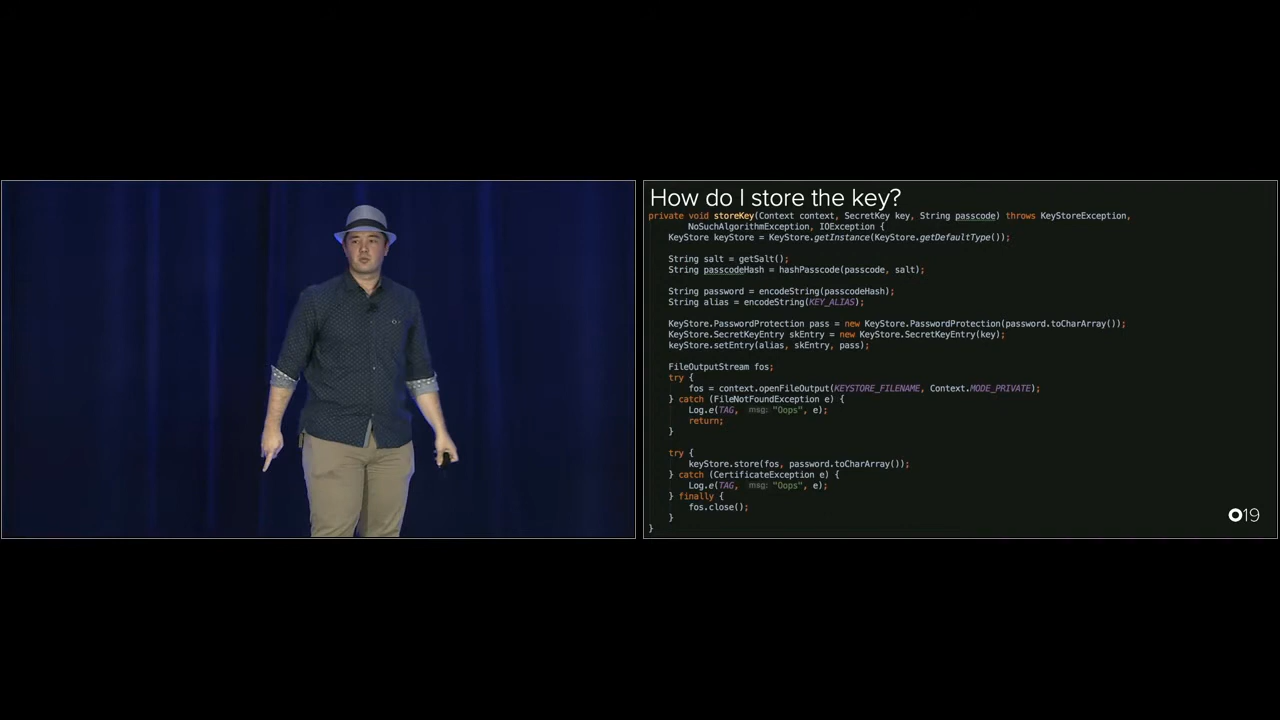 How do I store the key?
private void storeKey(Context context, SecretKey key, String passcode) throws KeyStoreException,
NoSuchAlgorithmException, IOException {
KeyStore keyStore = KeyStore.getInstance(KeyStore.getDefaultType());
String salt = getSalt();
String passcodeHash = hashPasscode(passcode, salt);
String password = encodeString(passcodeHash);
String alias = encodeString(KEY_ALIAS);
KeyStore.PasswordProtection pass = new KeyStore.PasswordProtection(password.toCharArray());
KeyStore.SecretKeyEntry skEntry = new KeyStore.SecretKeyEntry(key);
keyStore.setEntry(alias, skEntry, pass);
FileOutputStream fos;
try {
fos = context.openFileOutput(KEYSTORE_FILENAME, Context.MODE_PRIVATE);
} catch (FileNotFoundException e) {
Log.e(TAG, msg: "Oops", e);
return;
}
try {
keyStore.store(fos, password.toCharArray());
} catch (CertificateException e) {
Log.e(TAG, msg: "Oops", e);
} finally {
fos.close();
}
}
O19